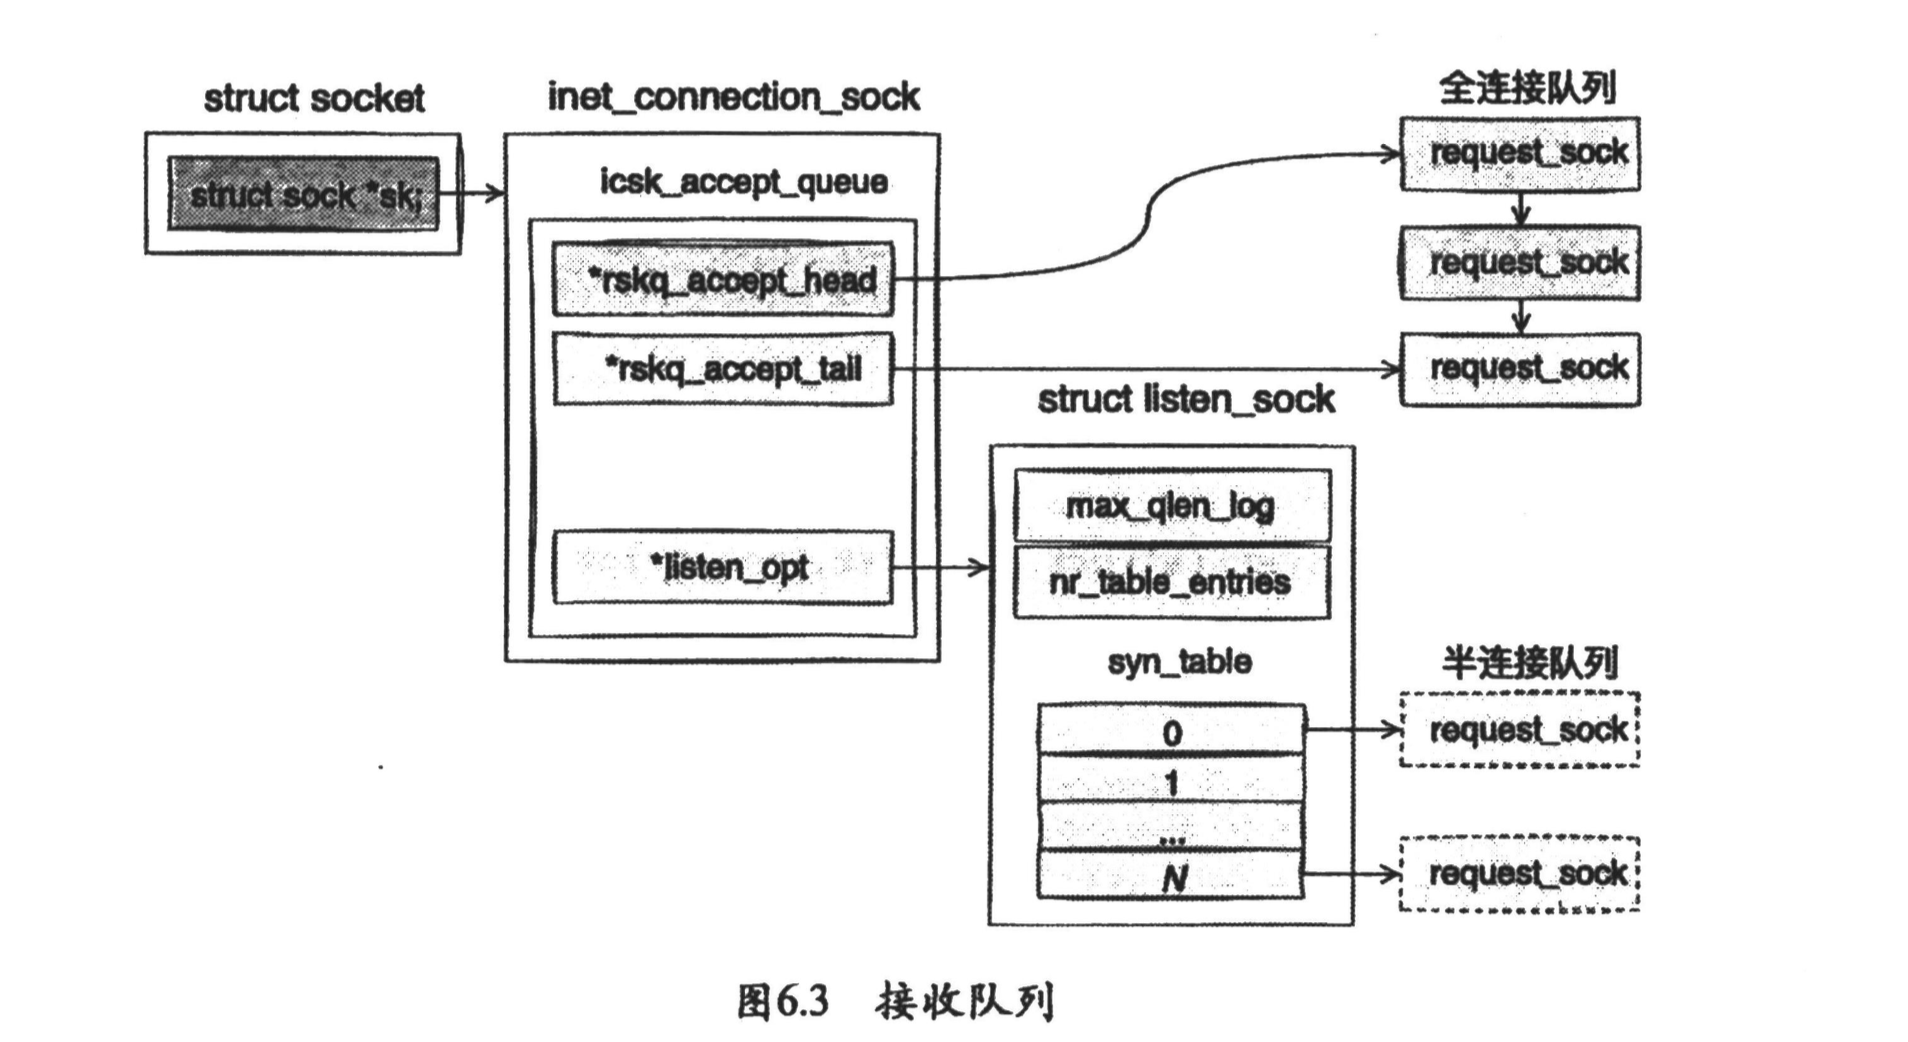 struct socket
struct sock *sk;
inet_connection_sock
icsk_accept_queue
*rskq_accept_head
*rskq_accept_tail
*listen_opt
全连接队列
request_sock
request_sock
request_sock
struct listen_sock
max_qlen_log
nr_table_entries
syn_table
0
1
...
N
半连接队列
request_sock
request_sock
图6.3 接收队列